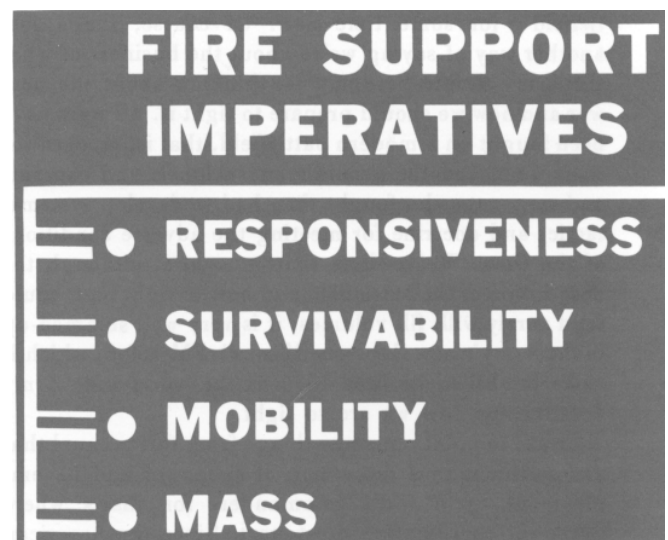 FIRE SUPPORT
IMPERATIVES
RESPONSIVENESS
SURVIVABILITY
MOBILITY
MASS